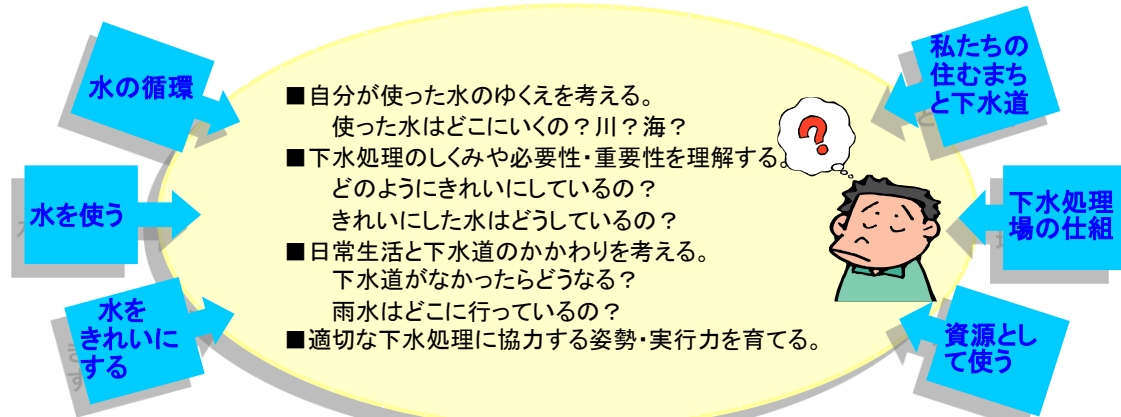 水の循環
水を使う
水を
きれいに
する
■自分が使った水のゆくえを考える。
使った水はどこにいくの？川？海？
■下水処理のしくみや必要性・重要性を理解する。
どのようにきれいにしているの？
きれいにした水はどうしているの？
■日常生活と下水道のかかわりを考える。
下水道がなかったらどうなる？
雨水はどこに行っているの？
■適切な下水処理に協力する姿勢・実行力を育てる。
?
私たちの
住むまち
と下水道
下水処理
場の仕組
資源とし
て使う